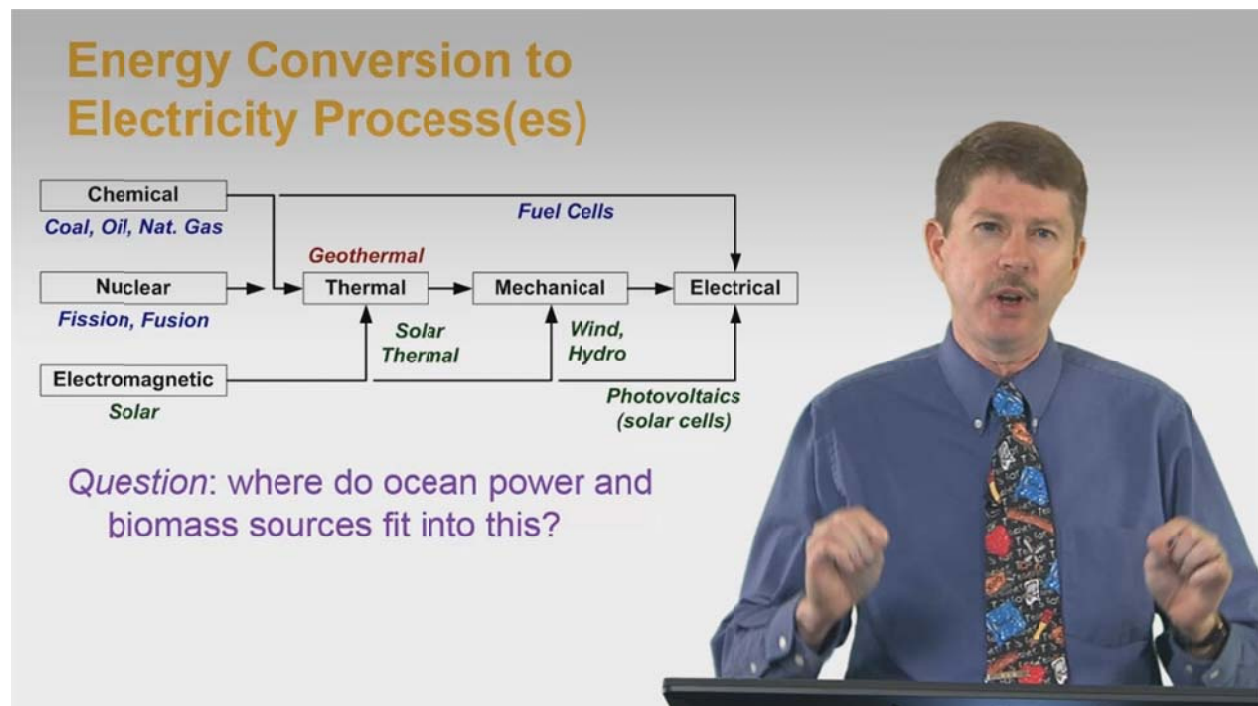 Energy Conversion to
Electricity Process(es)
Chemical
Coal, Oil, Nat. Gas
Fuel Cells
Geothermal
Nuclear
Thermal
Mechanical
Electrical
Fission, Fusion
Solar
Thermal
Wind,
Hydro
Electromagnetic
Solar
Photovoltaics
(solar cells)
Question: where do ocean power and
biomass sources fit into this?